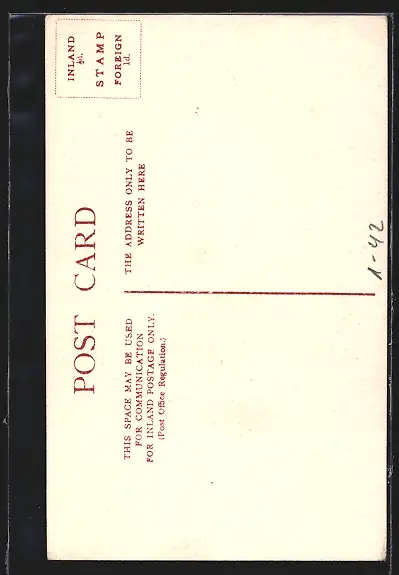 POST CARD
INLAND
½d.
STAMP
FOREIGN
1d.
THIS SPACE MAY BE USED
FOR COMMUNICATION
FOR INLAND POSTAGE ONLY.
(Post Office Regulation.)
THE ADDRESS ONLY TO BE
WRITTEN HERE
1-42